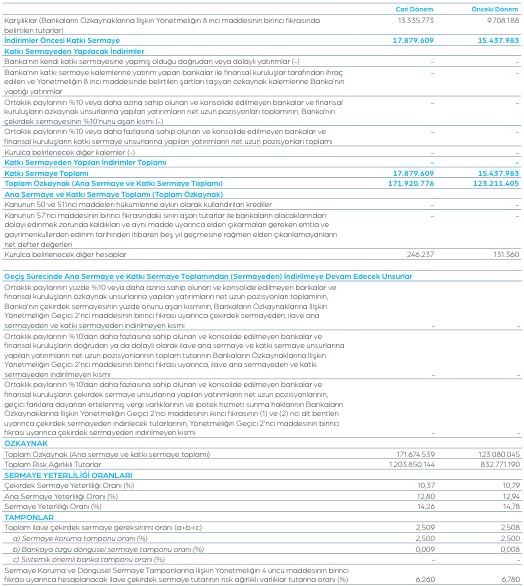 Cari Dönem Önceki Dönem
Karşılıklar (Bankaların Özkaynaklarına İlişkin Yönetmeliğin 8 inci maddesinin birinci fıkrasında 13.335.773 9.708.188
belirtilen tutarlar)
İndirimler Öncesi Katkı Sermaye 17.879.609 15.437.983
Katkı Sermayeden Yapılacak İndirimler
Banka'nın kendi katkı sermayesine yapmış olduğu doğrudan veya dolaylı yatırımlar (-) – –
Banka'nın katkı sermaye kalemlerine yatırım yapan bankalar ile finansal kuruluşlar tarafından ihraç – –
edilen ve Yönetmeliğin 8 inci maddesinde belirtilen şartları taşıyan özkaynak kalemlerine Banka'nın
yaptığı yatırımlar
Ortaklık paylarının %10 veya daha azına sahip olunan ve konsolide edilmeyen bankalar ve finansal – –
kuruluşların özkaynak unsurlarına yapılan yatırımların net uzun pozisyonları toplamının, Banka'nın
çekirdek sermayesinin %10'nunu aşan kısmı (-)
Ortaklık paylarının %10 veya daha fazlasına sahip olunan ve konsolide edilmeyen bankalar ve – –
finansal kuruluşların katkı sermaye unsurlarına yapılan yatırımların net uzun pozisyonları toplamı
Kurulca belirlenecek diğer kalemler (-) – –
Katkı Sermayeden Yapılan İndirimler Toplamı – –
Katkı Sermaye Toplamı 17.879.609 15.437.983
Toplam Özkaynak (Ana Sermaye ve Katkı Sermaye Toplamı) 171.920.776 123.211.405
Ana Sermaye ve Katkı Sermaye Toplamı (Toplam Özkaynak)
Kanunun 50 ve 51'inci maddeleri hükümlerine aykırı olarak kullandırılan krediler – –
Kanunun 57'nci maddesinin birinci fıkrasındaki sınırı aşan tutarlar ile bankaların alacaklarından – –
dolayı edinmek zorunda kaldıkları ve aynı madde uyarınca elden çıkarmaları gereken emtia ve
gayrimenkullerden edinim tarihinden itibaren beş yıl geçmesine rağmen elden çıkarılamayanların
net defter değerleri
Kurulca belirlenecek diğer hesaplar 246.237 131.360
Geçiş Sürecinde Ana Sermaye ve Katkı Sermaye Toplamından (Sermayeden) İndirilmeye Devam Edecek Unsurlar
Ortaklık paylarının yüzde %10 veya daha azına sahip olunan ve konsolide edilmeyen bankalar ve
finansal kuruluşların özkaynak unsurlarına yapılan yatırımların net uzun pozisyonları toplamının,
Banka'nın çekirdek sermayesinin yüzde onunu aşan kısmının, Bankaların Özkaynaklarına İlişkin
Yönetmeliğin Geçici 2'nci maddesinin birinci fıkrası uyarınca çekirdek sermayeden, ilave ana
sermayeden ve katkı sermayeden indirilmeyen kısmı – –
Ortaklık paylarının %10'dan daha fazlasına sahip olunan ve konsolide edilmeyen bankalar ve
finansal kuruluşların doğrudan ya da dolaylı olarak ilave ana sermaye ve katkı sermaye unsurlarına
yapılan yatırımların net uzun pozisyonlarının toplam tutarının Bankaların Özkaynaklarına İlişkin
Yönetmeliğin Geçici 2'nci maddesinin birinci fıkrası uyarınca, ilave ana sermayeden ve katkı
sermayeden indirilmeyen kısmı – –
Ortaklık paylarının %10'dan daha fazlasına sahip olunan ve konsolide edilmeyen bankalar ve
finansal kuruluşların çekirdek sermaye unsurlarına yapılan yatırımların net uzun pozisyonlarının,
geçici farklara dayanan ertelenmiş vergi varlıklarının ve ipotek hizmeti sunma haklarının Bankaların
Özkaynaklarına İlişkin Yönetmeliğin Geçici 2'nci maddesinin ikinci fıkrasının (1) ve (2) nci alt bentleri
uyarınca çekirdek sermayeden indirilecek tutarlarının, Yönetmeliğin Geçici 2'nci maddesinin birinci
fıkrası uyarınca çekirdek sermayeden indirilmeyen kısmı – –
ÖZKAYNAK
Toplam Özkaynak (Ana sermaye ve katkı sermaye toplamı) 171.674.539 123.080.045
Toplam Risk Ağırlıklı Tutarlar 1.203.850.144 832.771.190
SERMAYE YETERLİLİĞİ ORANLARI
Çekirdek Sermaye Yeterliliği Oranı (%) 10,37 10,79
Ana Sermaye Yeterliliği Oranı (%) 12,80 12,94
Sermaye Yeterliliği Oranı (%) 14,26 14,78
TAMPONLAR
Toplam ilave çekirdek sermaye gereksinimi oranı (a+b+c) 2,509 2,508
a) Sermaye koruma tamponu oranı (%) 2,500 2,500
b) Bankaya özgü döngüsel sermaye tamponu oranı (%) 0,009 0,008
c) Sistemik önemli banka tamponu oranı (%) – –
Sermaye Koruma ve Döngüsel Sermaye Tamponlarına İlişkin Yönetmeliğin 4 üncü maddesinin birinci
fıkrası uyarınca hesaplanacak ilave çekirdek sermaye tutarının risk ağırlıklı varlıklar tutarına oranı (%) 6,260 6,780